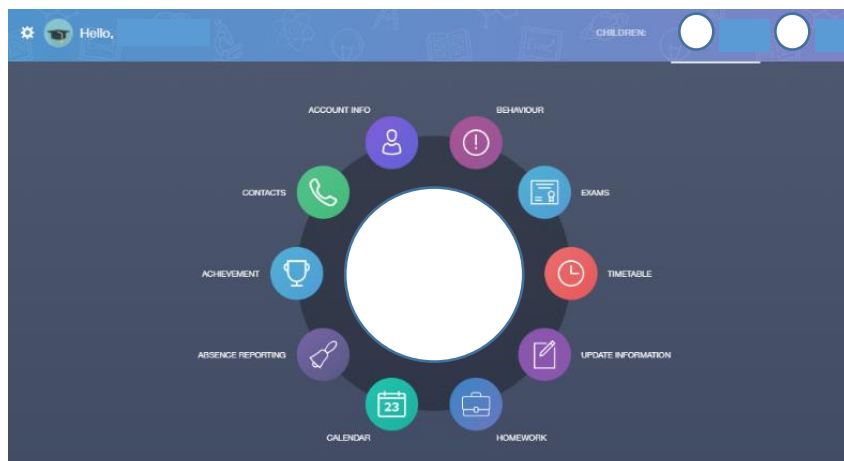 Hello,
CHILDREN:
ACCOUNT INFO
BEHAVIOUR
CONTACTS
EXAMS
ACHIEVEMENT
TIMETABLE
ABSENCE REPORTING
UPDATE INFORMATION
23
CALENDAR
HOMEWORK